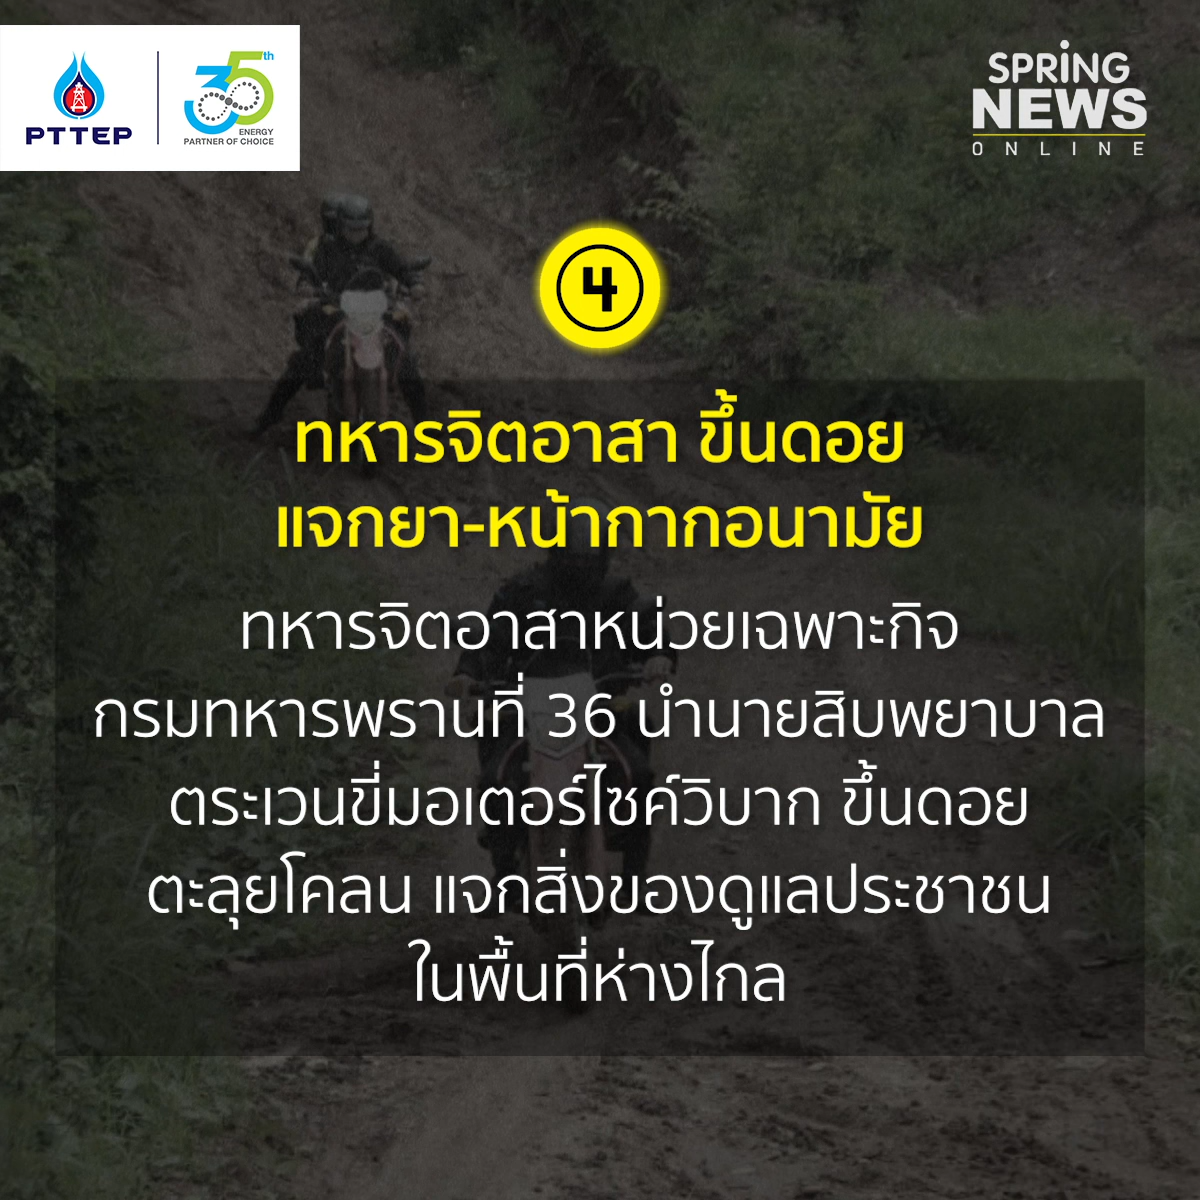 PTTEP
35th
ENERGY
PARTNER OF CHOICE
SPRiNG
NEWS
ONLINE
4
ทหารจิตอาสา ขึ้นดอย
แจกยา-หน้ากากอนามัย
ทหารจิตอาสาหน่วยเฉพาะกิจ
กรมทหารพรานที่ 36 นำนายสิบพยาบาล
ตระเวนขี่มอเตอร์ไซค์วิบาก ขึ้นดอย
ตะลุยโคลน แจกสิ่งของดูแลประชาชน
ในพื้นที่ห่างไกล